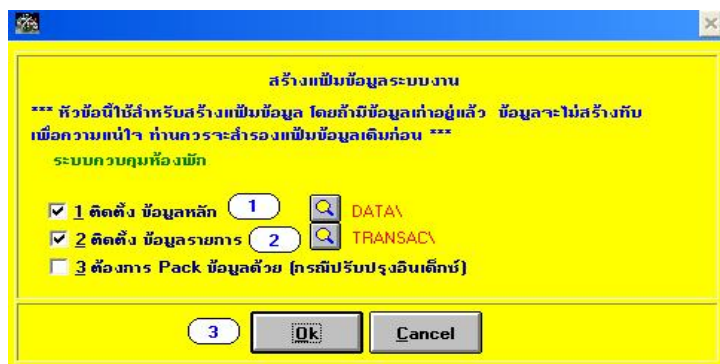 สร้างแฟ้มข้อมูลระบบงาน
*** หัวข้อนี้ใช้สำหรับสร้างแฟ้มข้อมูล โดยถ้ามีข้อมูลเก่าอยู่แล้ว ข้อมูลจะไม่สร้างทับ
เพื่อความแน่ใจ ท่านควรจะสำรองแฟ้มข้อมูลเดิมก่อน ***
ระบบควบคุมห้องพัก
1 ติดตั้ง ข้อมูลหลัก 1 DATA\
2 ติดตั้ง ข้อมูลรายการ 2 TRANSAC\
3 ต้องการ Pack ข้อมูลด้วย (กรณีปรับปรุงอินเด็กซ์)
3 Ok Cancel